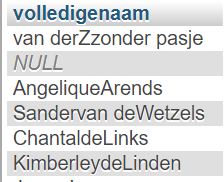 volledigenaam
van derZzonder pasje
NULL
AngeliqueArends
Sandervan deWetzels
ChantaldeLinks
KimberleydeLinden